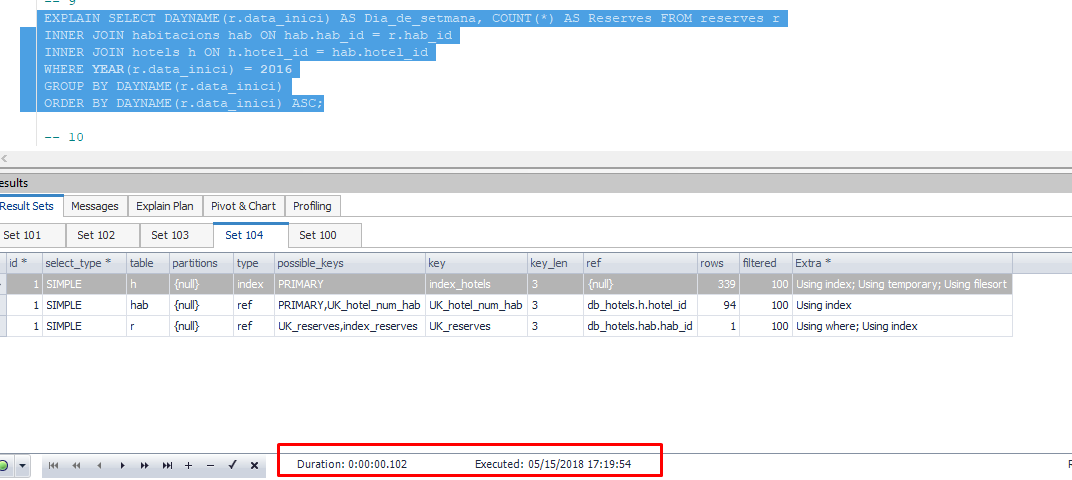 -- 9
EXPLAIN SELECT DAYNAME(r.data_inici) AS Dia_de_setmana, COUNT(*) AS Reserves FROM reserves r
INNER JOIN habitacions hab ON hab.hab_id = r.hab_id
INNER JOIN hotels h ON h.hotel_id = hab.hotel_id
WHERE YEAR(r.data_inici) = 2016
GROUP BY DAYNAME(r.data_inici)
ORDER BY DAYNAME(r.data_inici) ASC;
-- 10
esults
Result Sets Messages Explain Plan Pivot & Chart Profiling
Set 101 Set 102 Set 103 Set 104 Set 100
id * select_type * table partitions type possible_keys key key_len ref rows filtered Extra *
1 SIMPLE h {null} index PRIMARY index_hotels 3 {null} 339 100 Using index; Using temporary; Using filesort
1 SIMPLE hab {null} ref PRIMARY,UK_hotel_num_hab UK_hotel_num_hab 3 db_hotels.h.hotel_id 94 100 Using index
1 SIMPLE r {null} ref UK_reserves,index_reserves UK_reserves 3 db_hotels.hab.hab_id 1 100 Using where; Using index
Duration: 0:00:00.102 Executed: 05/15/2018 17:19:54